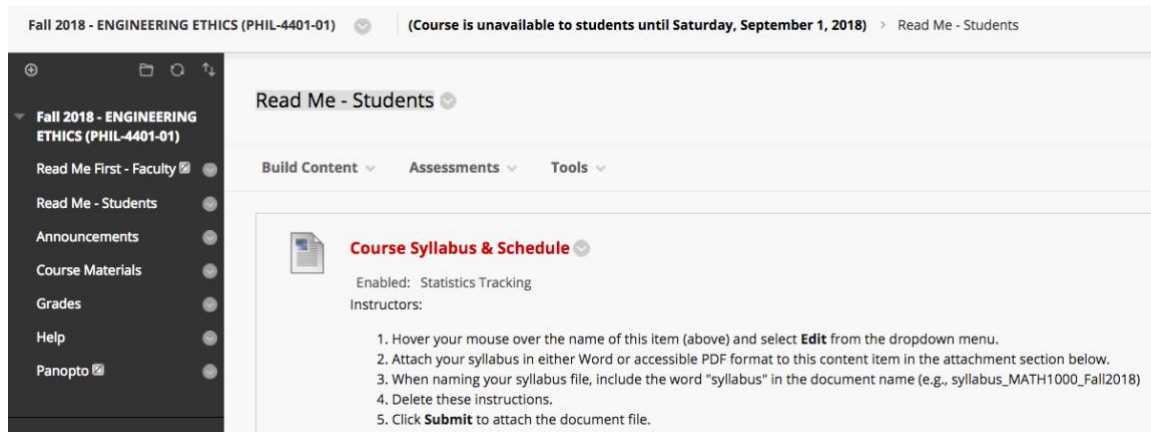 Fall 2018 - ENGINEERING ETHICS (PHIL-4401-01) (Course is unavailable to students until Saturday, September 1, 2018) > Read Me - Students
Fall 2018 - ENGINEERING
ETHICS (PHIL-4401-01)
Read Me First - Faculty
Read Me - Students
Announcements
Course Materials
Grades
Help
Panopto
Read Me - Students
Build Content Assessments Tools
Course Syllabus & Schedule
Enabled: Statistics Tracking
Instructors:
1. Hover your mouse over the name of this item (above) and select Edit from the dropdown menu.
2. Attach your syllabus in either Word or accessible PDF format to this content item in the attachment section below.
3. When naming your syllabus file, include the word "syllabus" in the document name (e.g., syllabus_MATH1000_Fall2018)
4. Delete these instructions.
5. Click Submit to attach the document file.